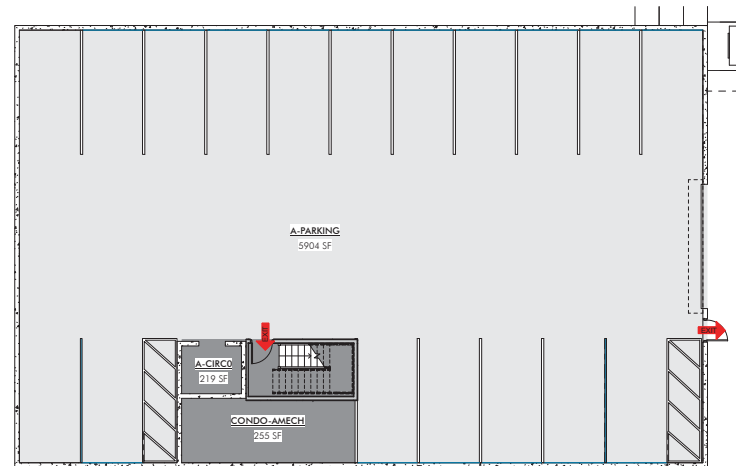 A-PARKING
5904 SF
EXIT
EXIT
A-CIRC0
219 SF
CONDO-AMECH
255 SF